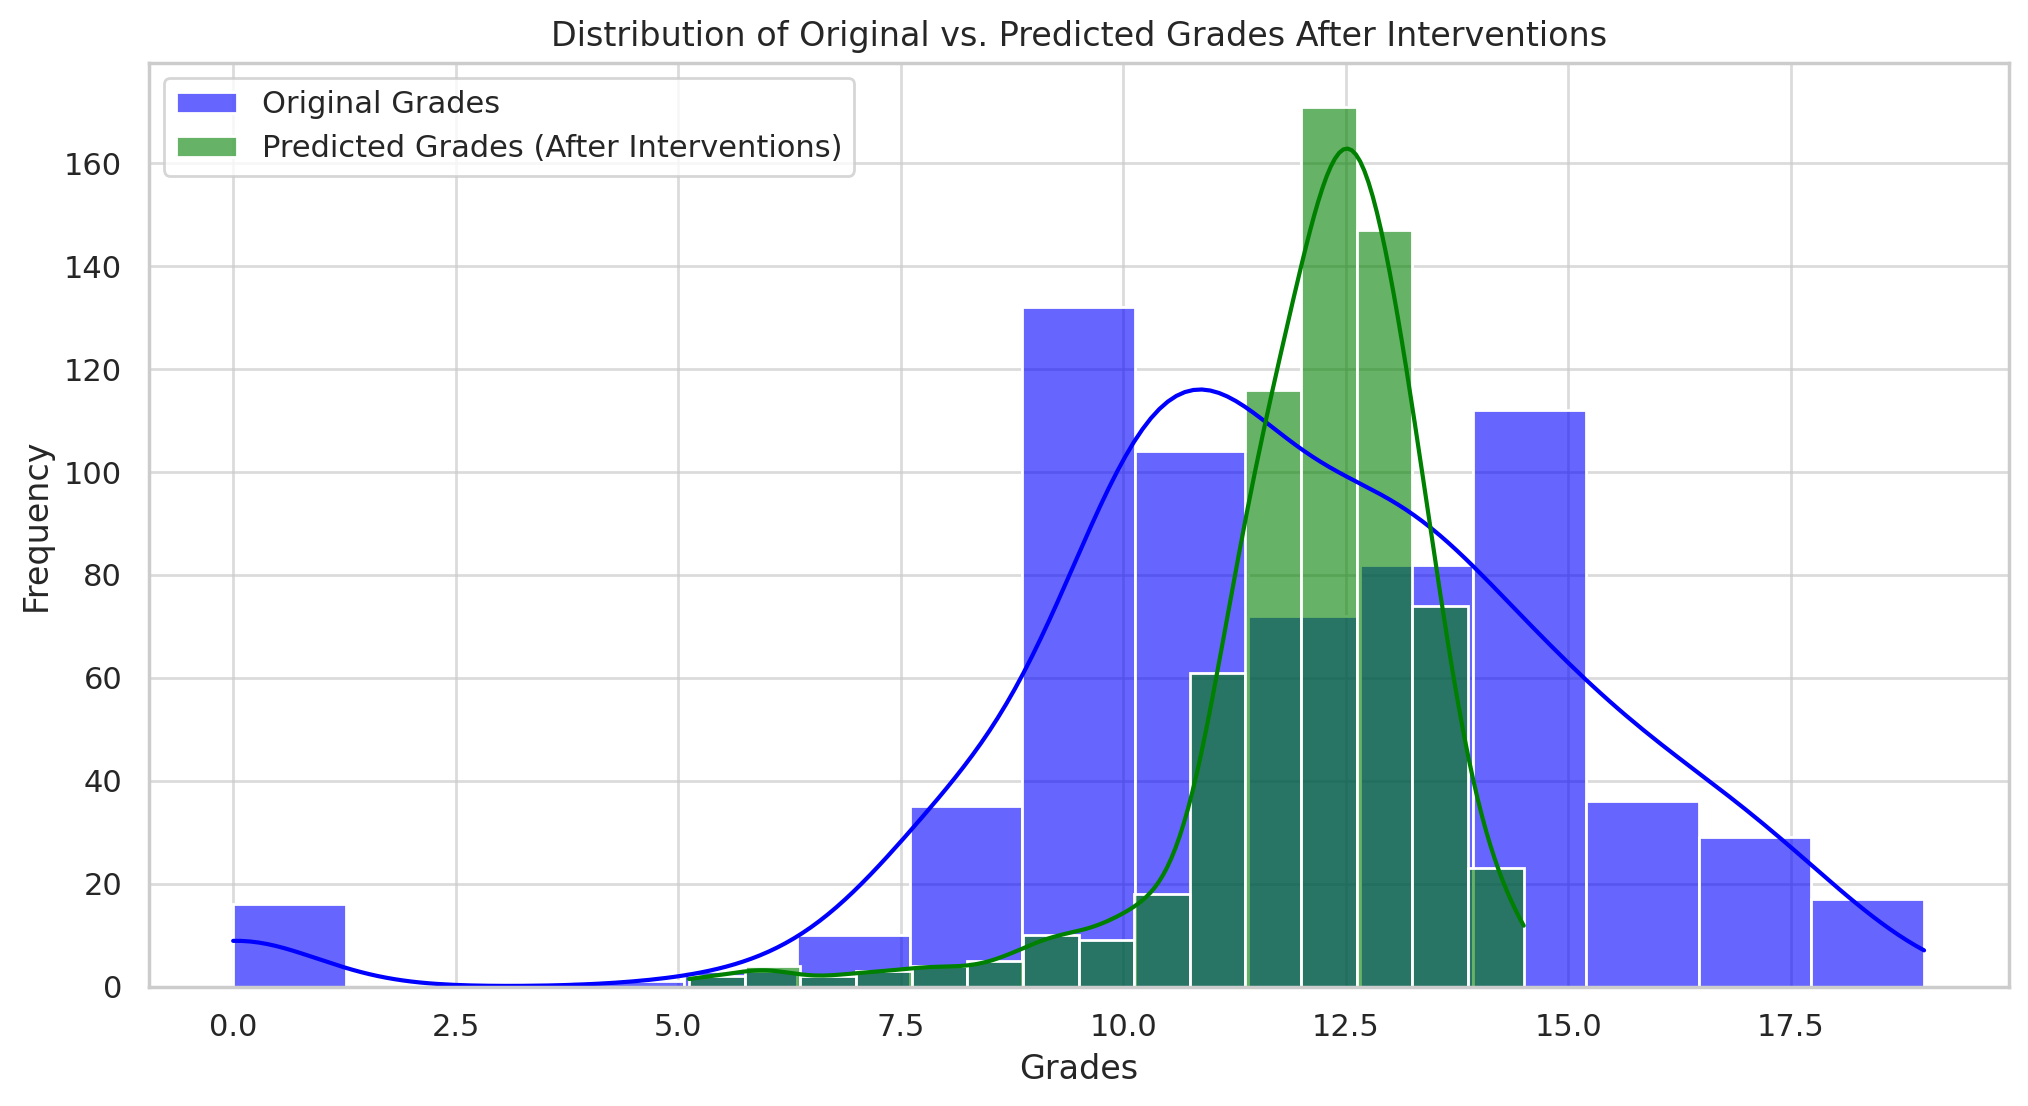 Distribution of Original vs. Predicted Grades After Interventions
Original Grades
Predicted Grades (After Interventions)
Frequency
160
140
120
100
80
60
40
20
0
0.0 2.5 5.0 7.5 10.0 12.5 15.0 17.5
Grades